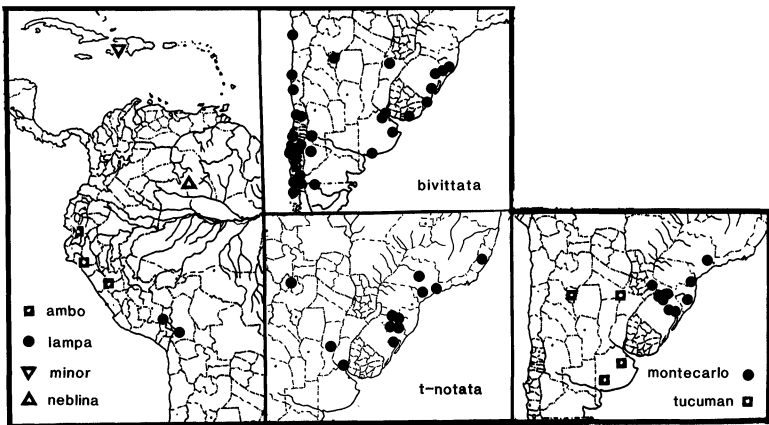 bivittata
ambo
lampa
minor
neblina
t-notata
montecarlo
tucuman